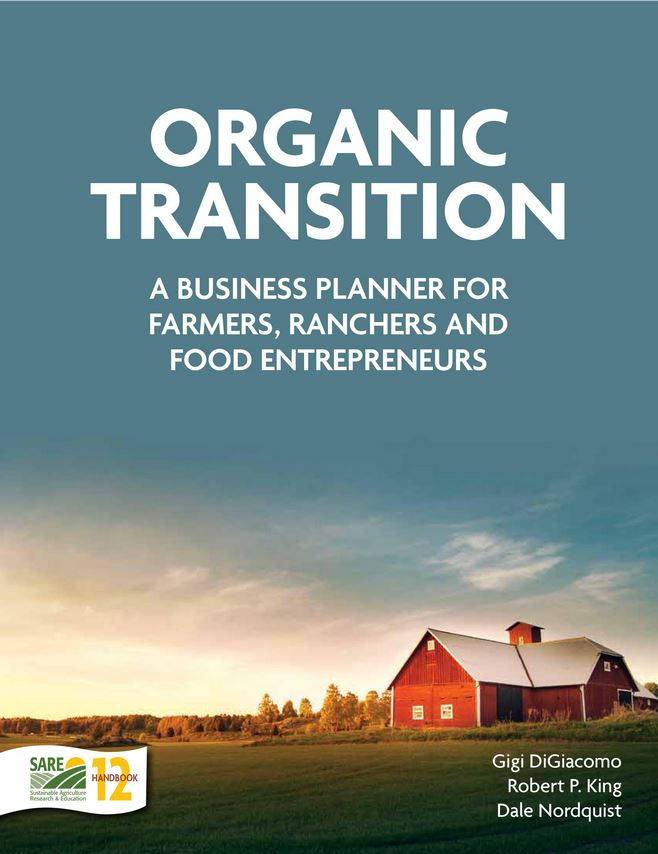 ORGANIC
TRANSITION
A BUSINESS PLANNER FOR
FARMERS, RANCHERS AND
FOOD ENTREPRENEURS
Gigi DiGiacomo
Robert P. King
Dale Nordquist
SARE
Sustainable Agriculture
Research & Education
12
HANDBOOK